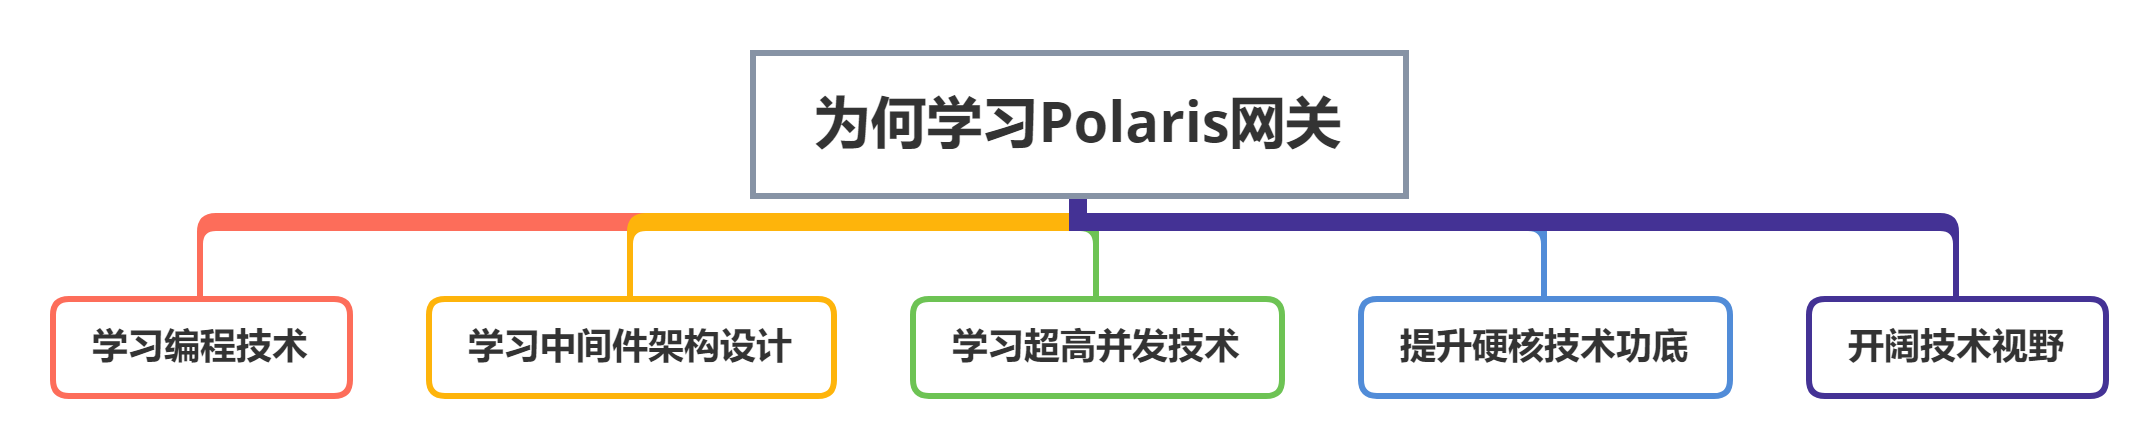 为何学习Polaris网关
学习编程技术
学习中间件架构设计
学习超高并发技术
提升硬核技术功底
开阔技术视野